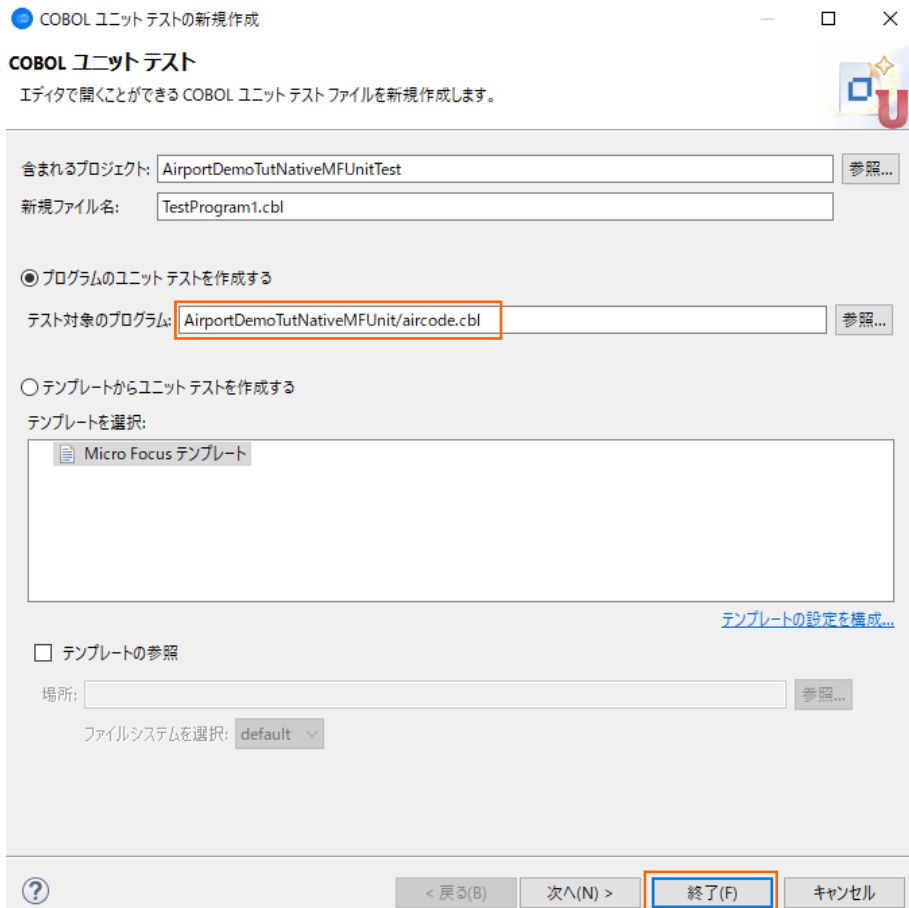 COBOL ユニット テストの新規作成
COBOL ユニット テスト
エディタで開くことができる COBOL ユニット テスト ファイルを新規作成します。
U
含まれるプロジェクト: AirportDemoTutNativeMFUnitTest 参照...
新規ファイル名: TestProgram1.cbl
プログラムのユニット テストを作成する
テスト対象のプログラム: AirportDemoTutNativeMFUnit/aircode.cbl 参照...
テンプレートからユニット テストを作成する
テンプレートを選択:
Micro Focus テンプレート
テンプレートの設定を構成...
テンプレートの参照
場所: 参照...
ファイルシステムを選択: default
? < 戻る(B) 次へ(N) > 終了(F) キャンセル